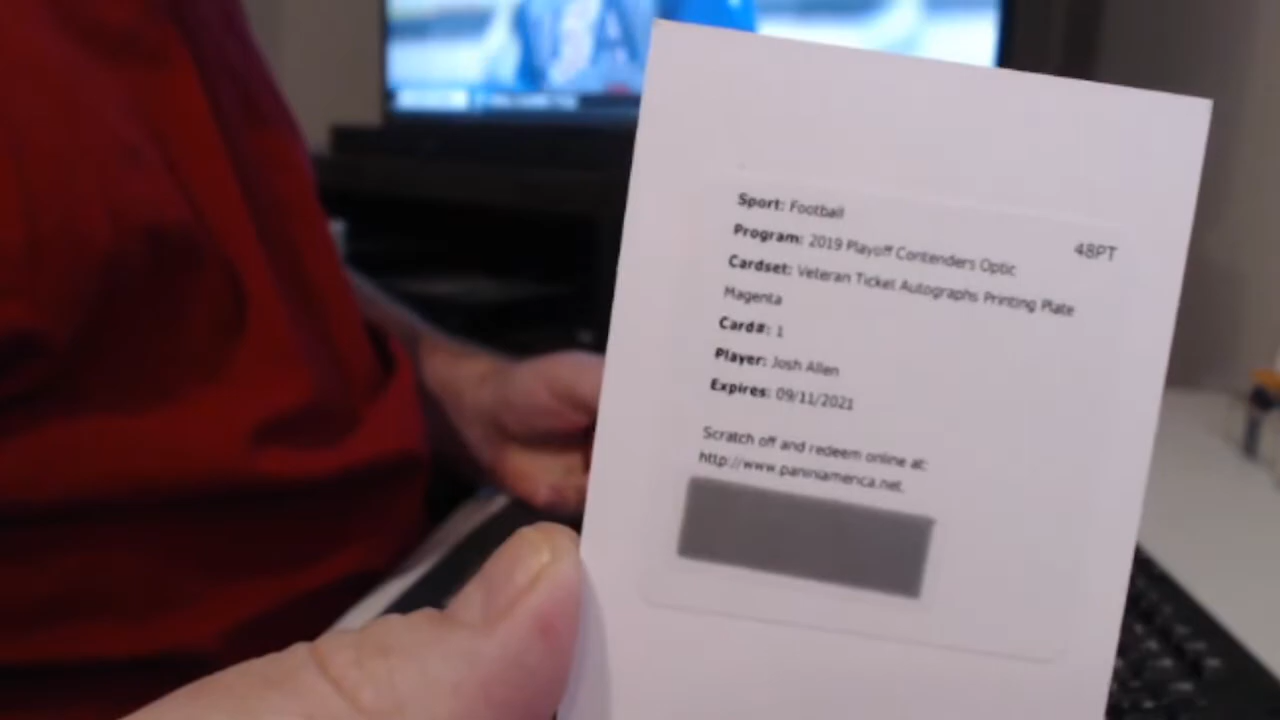 Sport: Football
48PT
Program: 2019 Playoff Contenders Optic
Cardset: Veteran Ticket Autographs Printing Plate
Magenta
Card#: 1
Player: Josh Allen
Expires: 09/11/2021
Scratch off and redeem online at:
http://www.paniniamerica.net.